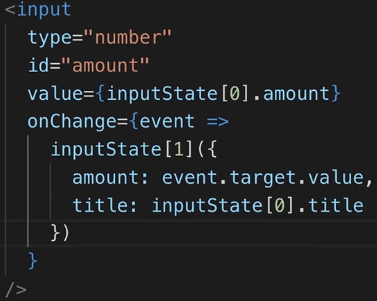 <input
type="number"
id="amount"
value={inputState[0].amount}
onChange={event =>
inputState[1]({
amount: event.target.value,
title: inputState[0].title
})
}
/>